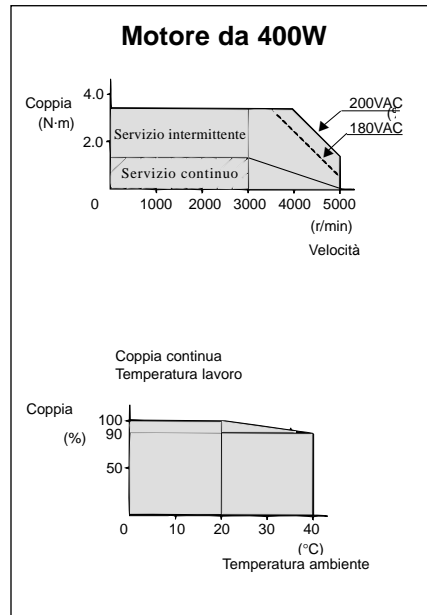 Motore da 400W
Coppia
(N·m)
4.0
2.0
200VAC
180VAC
Servizio intermittente
Servizio continuo
0 1000 2000 3000 4000 5000
(r/min)
Velocità
Coppia continua
Temperatura lavoro
Coppia
(%)
100
90
50
0 10 20 30 40
(°C)
Temperatura ambiente